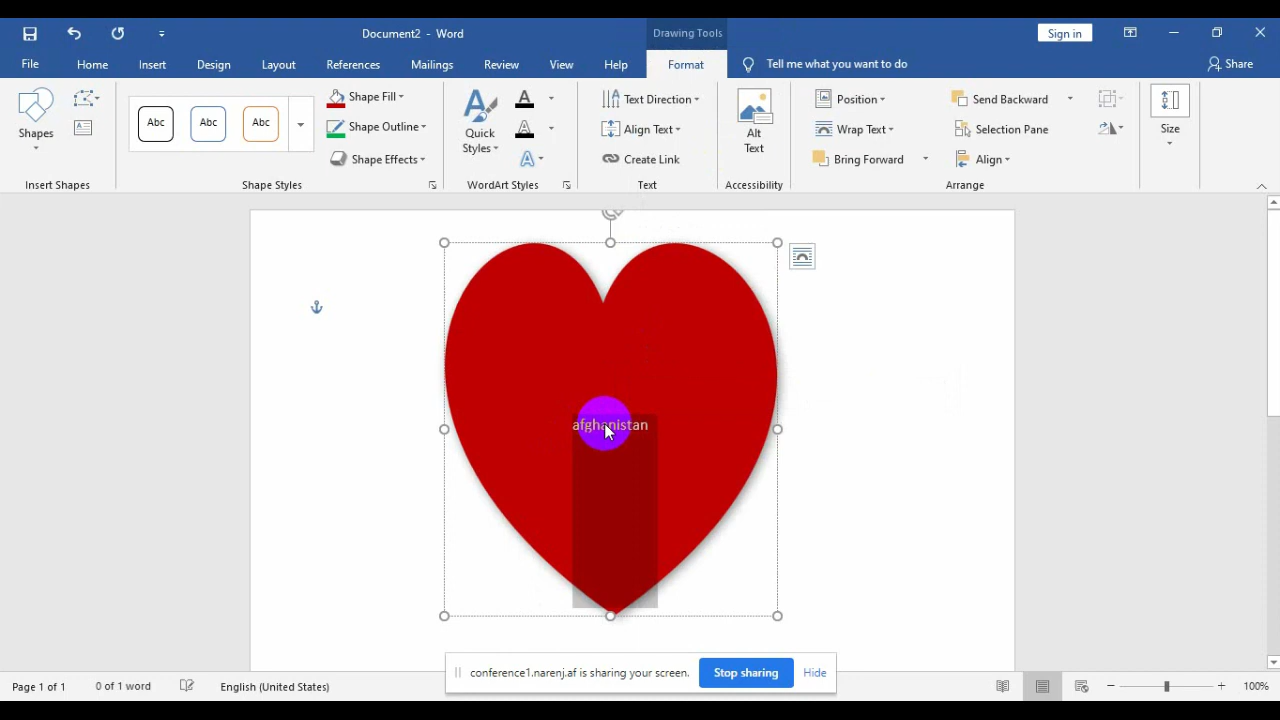 Document2 - Word
Drawing Tools
Sign in
File
Home
Insert
Design
Layout
References
Mailings
Review
View
Help
Format
Tell me what you want to do
Share
Shapes
Abc
Abc
Abc
Shape Fill
Shape Outline
Shape Effects
Quick
Styles
A
A
A
Text Direction
Align Text
Create Link
Alt
Text
Position
Wrap Text
Bring Forward
Send Backward
Selection Pane
Align
Size
Insert Shapes
Shape Styles
WordArt Styles
Text
Accessibility
Arrange
afghanistan
conference1.narenj.af is sharing your screen.
Stop sharing
Hide
Page 1 of 1
0 of 1 word
English (United States)
100%